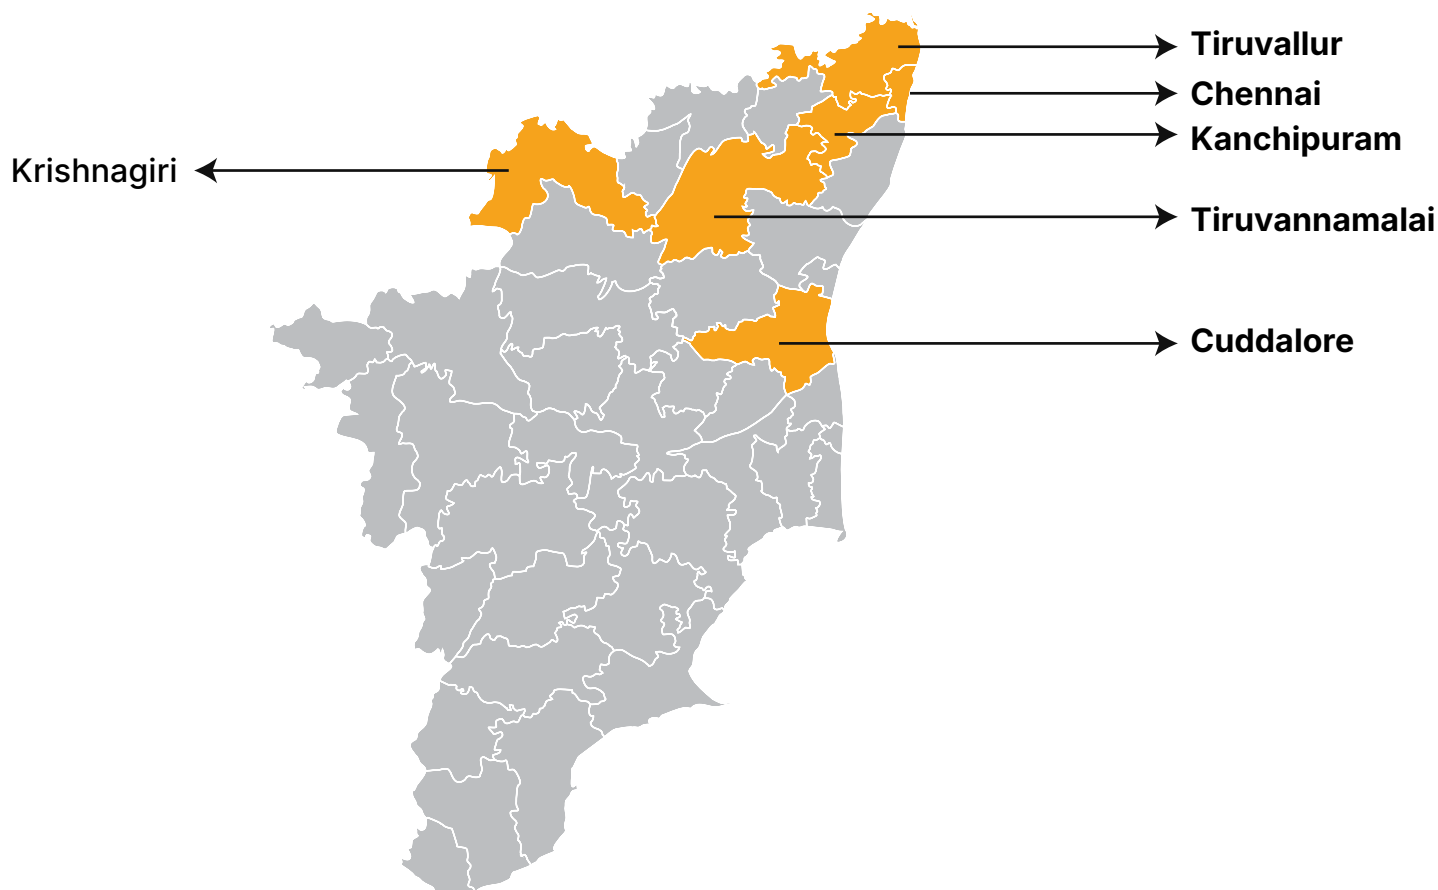 Tiruvallur
Chennai
Kanchipuram
Krishnagiri
Tiruvannamalai
Cuddalore